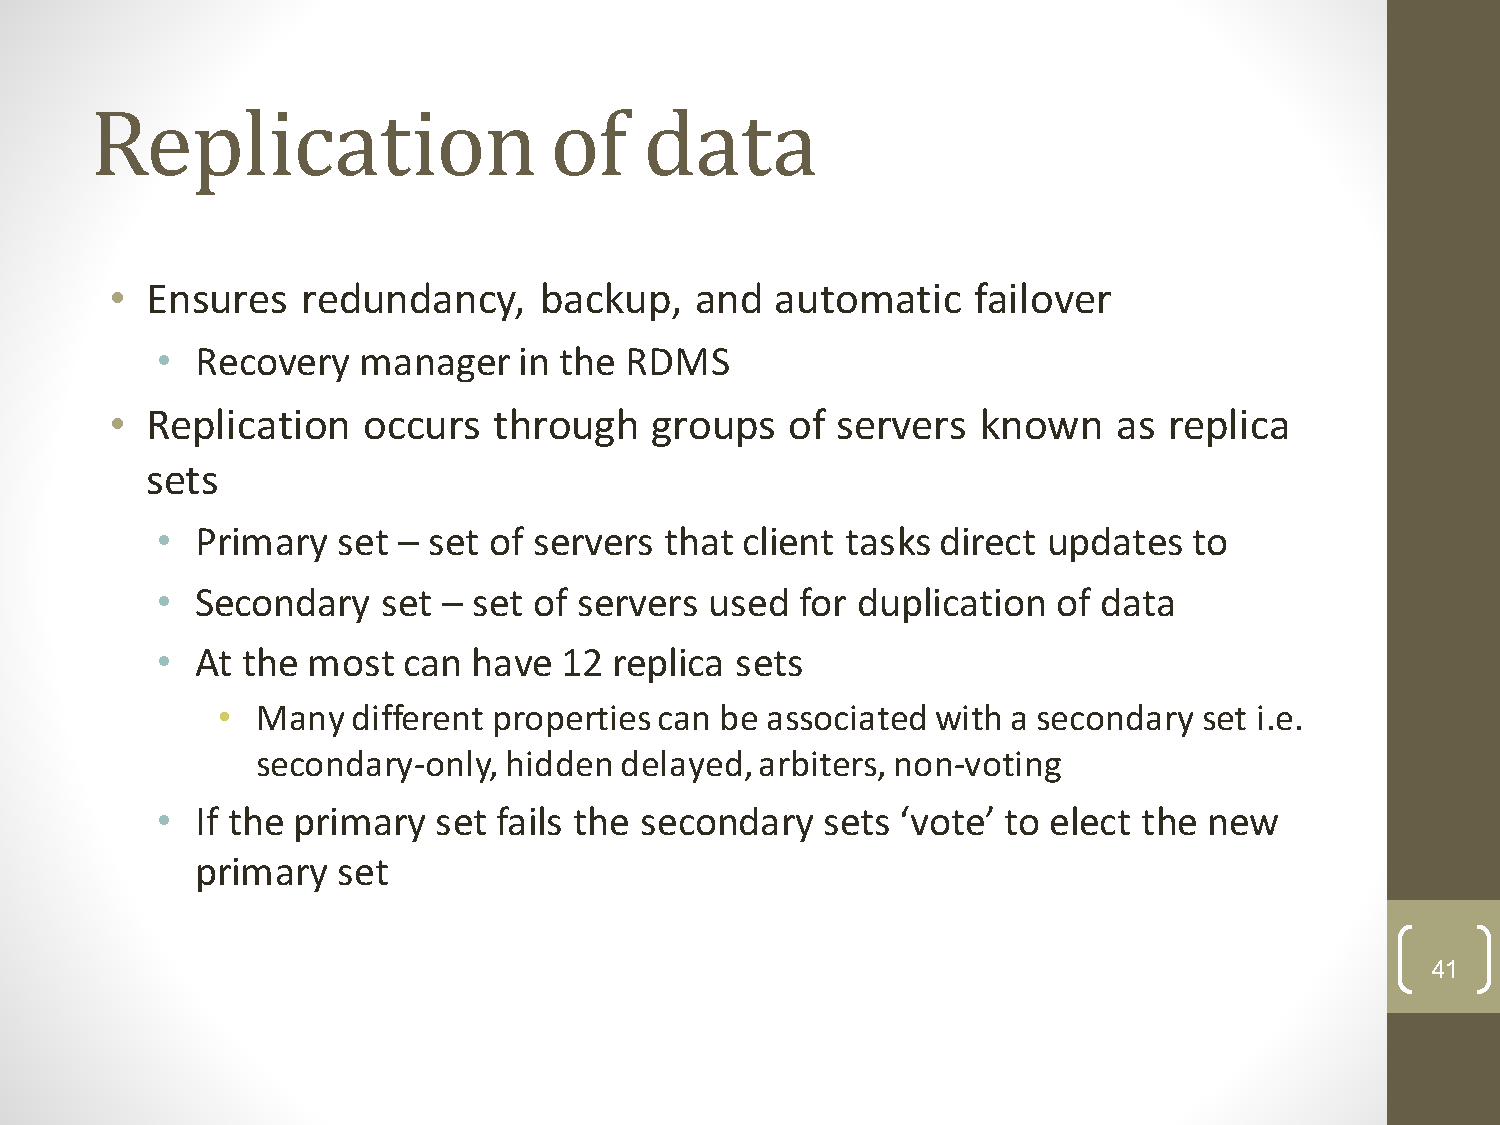 Replication of data
• Ensures redundancy, backup, and automatic failover
• Recovery manager in the RDMS
• Replication occurs through groups of servers known as replica
sets
• Primary set – set of servers that client tasks direct updates to
• Secondary set – set of servers used for duplication of data
• At the most can have 12 replica sets
• Many different properties can be associated with a secondary set i.e.
secondary-only, hidden delayed, arbiters, non-voting
• If the primary set fails the secondary sets ‘vote’ to elect the new
primary set
41